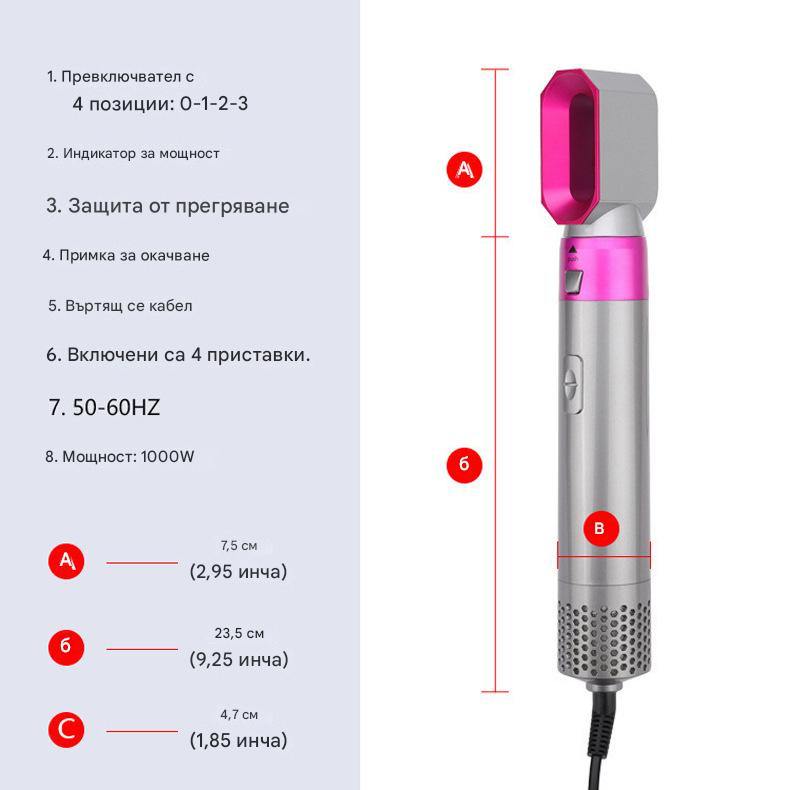 1. Превключвател с
4 позиции: 0-1-2-3
2. Индикатор за мощност
3. Защита от прегряване
4. Примка за окачване
5. Въртящ се кабел
6. Включени са 4 приставки.
7. 50-60HZ
8. Мощност: 1000W
А
7,5 см
(2,95 инча)
б
23,5 см
(9,25 инча)
C
4,7 см
(1,85 инча)
А
push
б
В